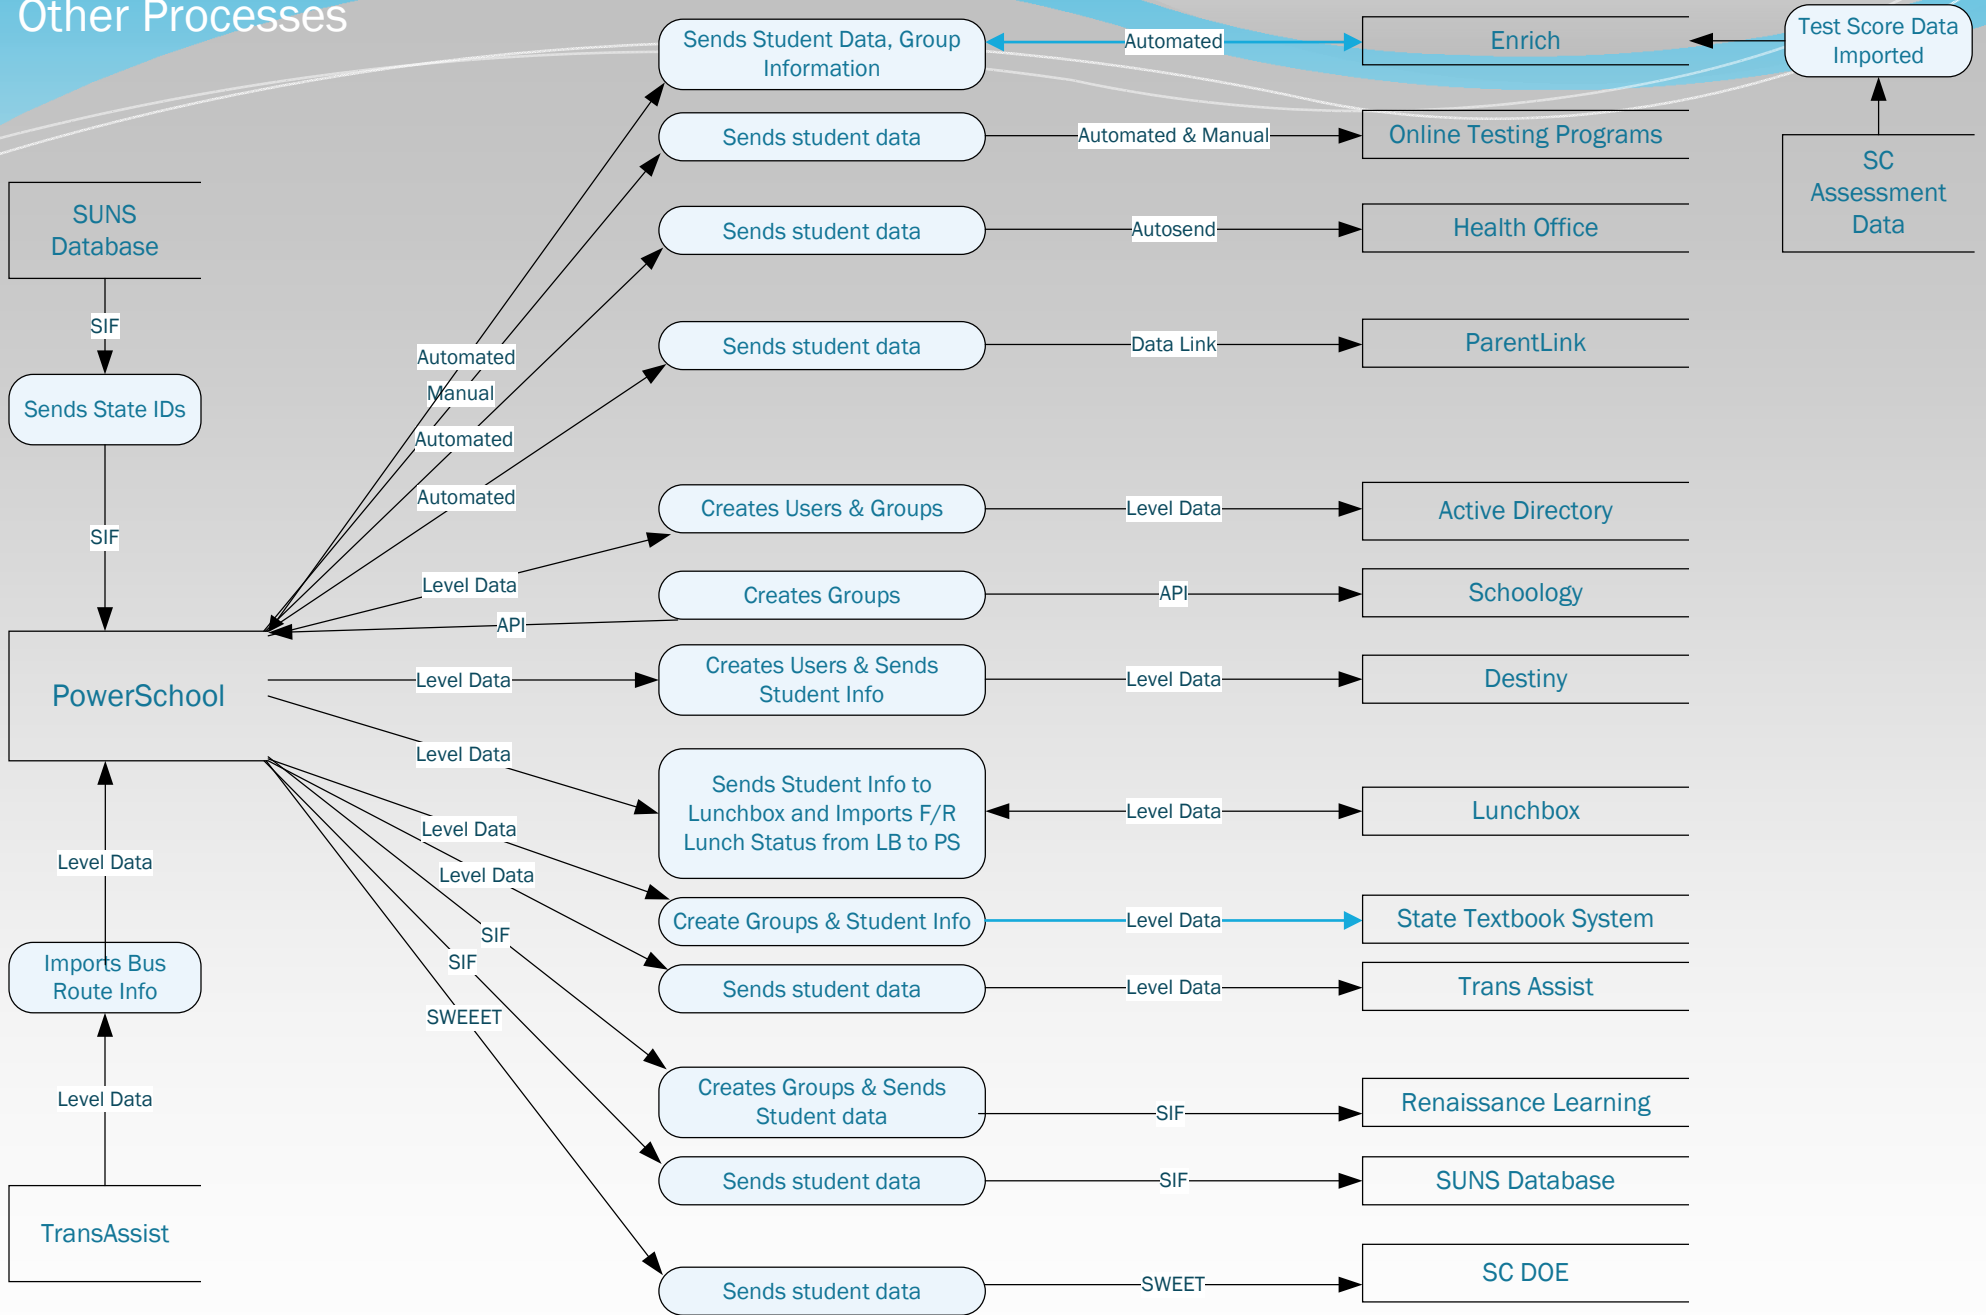 Other Processes
Sends Student Data, Group
Information
Automated
Enrich
Test Score Data
Imported
Sends student data
Automated & Manual
Online Testing Programs
SC
Assessment
Data
SUNS
Database
Sends student data
Autosend
Health Office
SIF
Sends student data
Data Link
ParentLink
Automated
Manual
Sends State IDs
Automated
Automated
Creates Users & Groups
Level Data
Active Directory
SIF
Level Data
Creates Groups
API
Schoology
API
PowerSchool
Level Data
Creates Users & Sends
Student Info
Level Data
Destiny
Level Data
Sends Student Info to
Lunchbox and Imports F/R
Lunch Status from LB to PS
Level Data
Lunchbox
Level Data
Level Data
Level Data
Create Groups & Student Info
Level Data
State Textbook System
SIF
SIF
Imports Bus
Route Info
Sends student data
Level Data
Trans Assist
SWEEET
Level Data
Creates Groups & Sends
Student data
SIF
Renaissance Learning
Sends student data
SIF
SUNS Database
TransAssist
Sends student data
SWEET
SC DOE